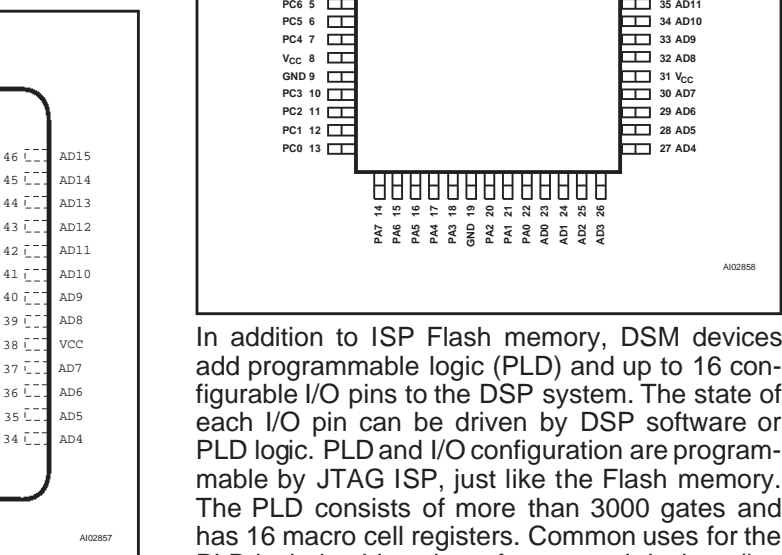 46 AD15
45 AD14
44 AD13
43 AD12
42 AD11
41 AD10
40 AD9
39 AD8
38 VCC
37 AD7
36 AD6
35 AD5
34 AD4
AI02857
PC6 5
PC5 6
PC4 7
VCC 8
GND 9
PC3 10
PC2 11
PC1 12
PC0 13
35 AD11
34 AD10
33 AD9
32 AD8
31 VCC
30 AD7
29 AD6
28 AD5
27 AD4
PA7 14
PA6 15
PA5 16
PA4 17
PA3 18
GND 19
PA2 20
PA1 21
PA0 22
AD0 23
AD1 24
AD2 25
AD3 26
AI02858
In addition to ISP Flash memory, DSM devices
add programmable logic (PLD) and up to 16 con-
figurable I/O pins to the DSP system. The state of
each I/O pin can be driven by DSP software or
PLD logic. PLD and I/O configuration are program-
mable by JTAG ISP, just like the Flash memory.
The PLD consists of more than 3000 gates and
has 16 macro cell registers. Common uses for the